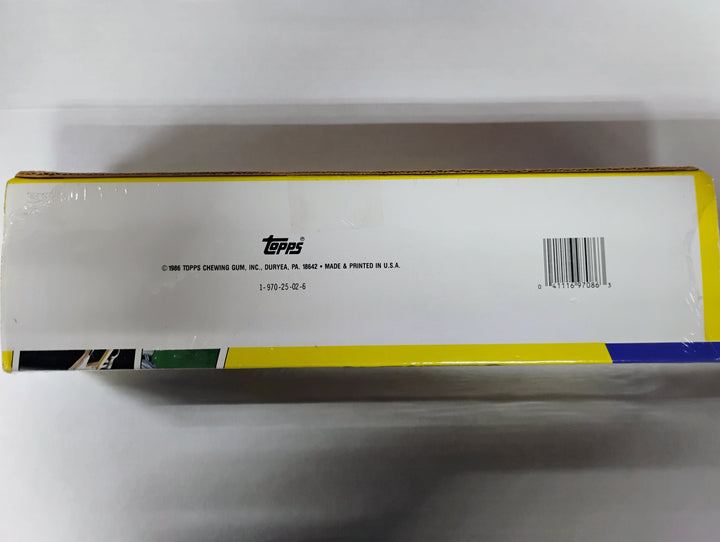 TOPPS®
© 1986 TOPPS CHEWING GUM, INC., DURYEA, PA. 18642 • MADE & PRINTED IN U.S.A.
1-970-25-02-6
0 41116 97086 3